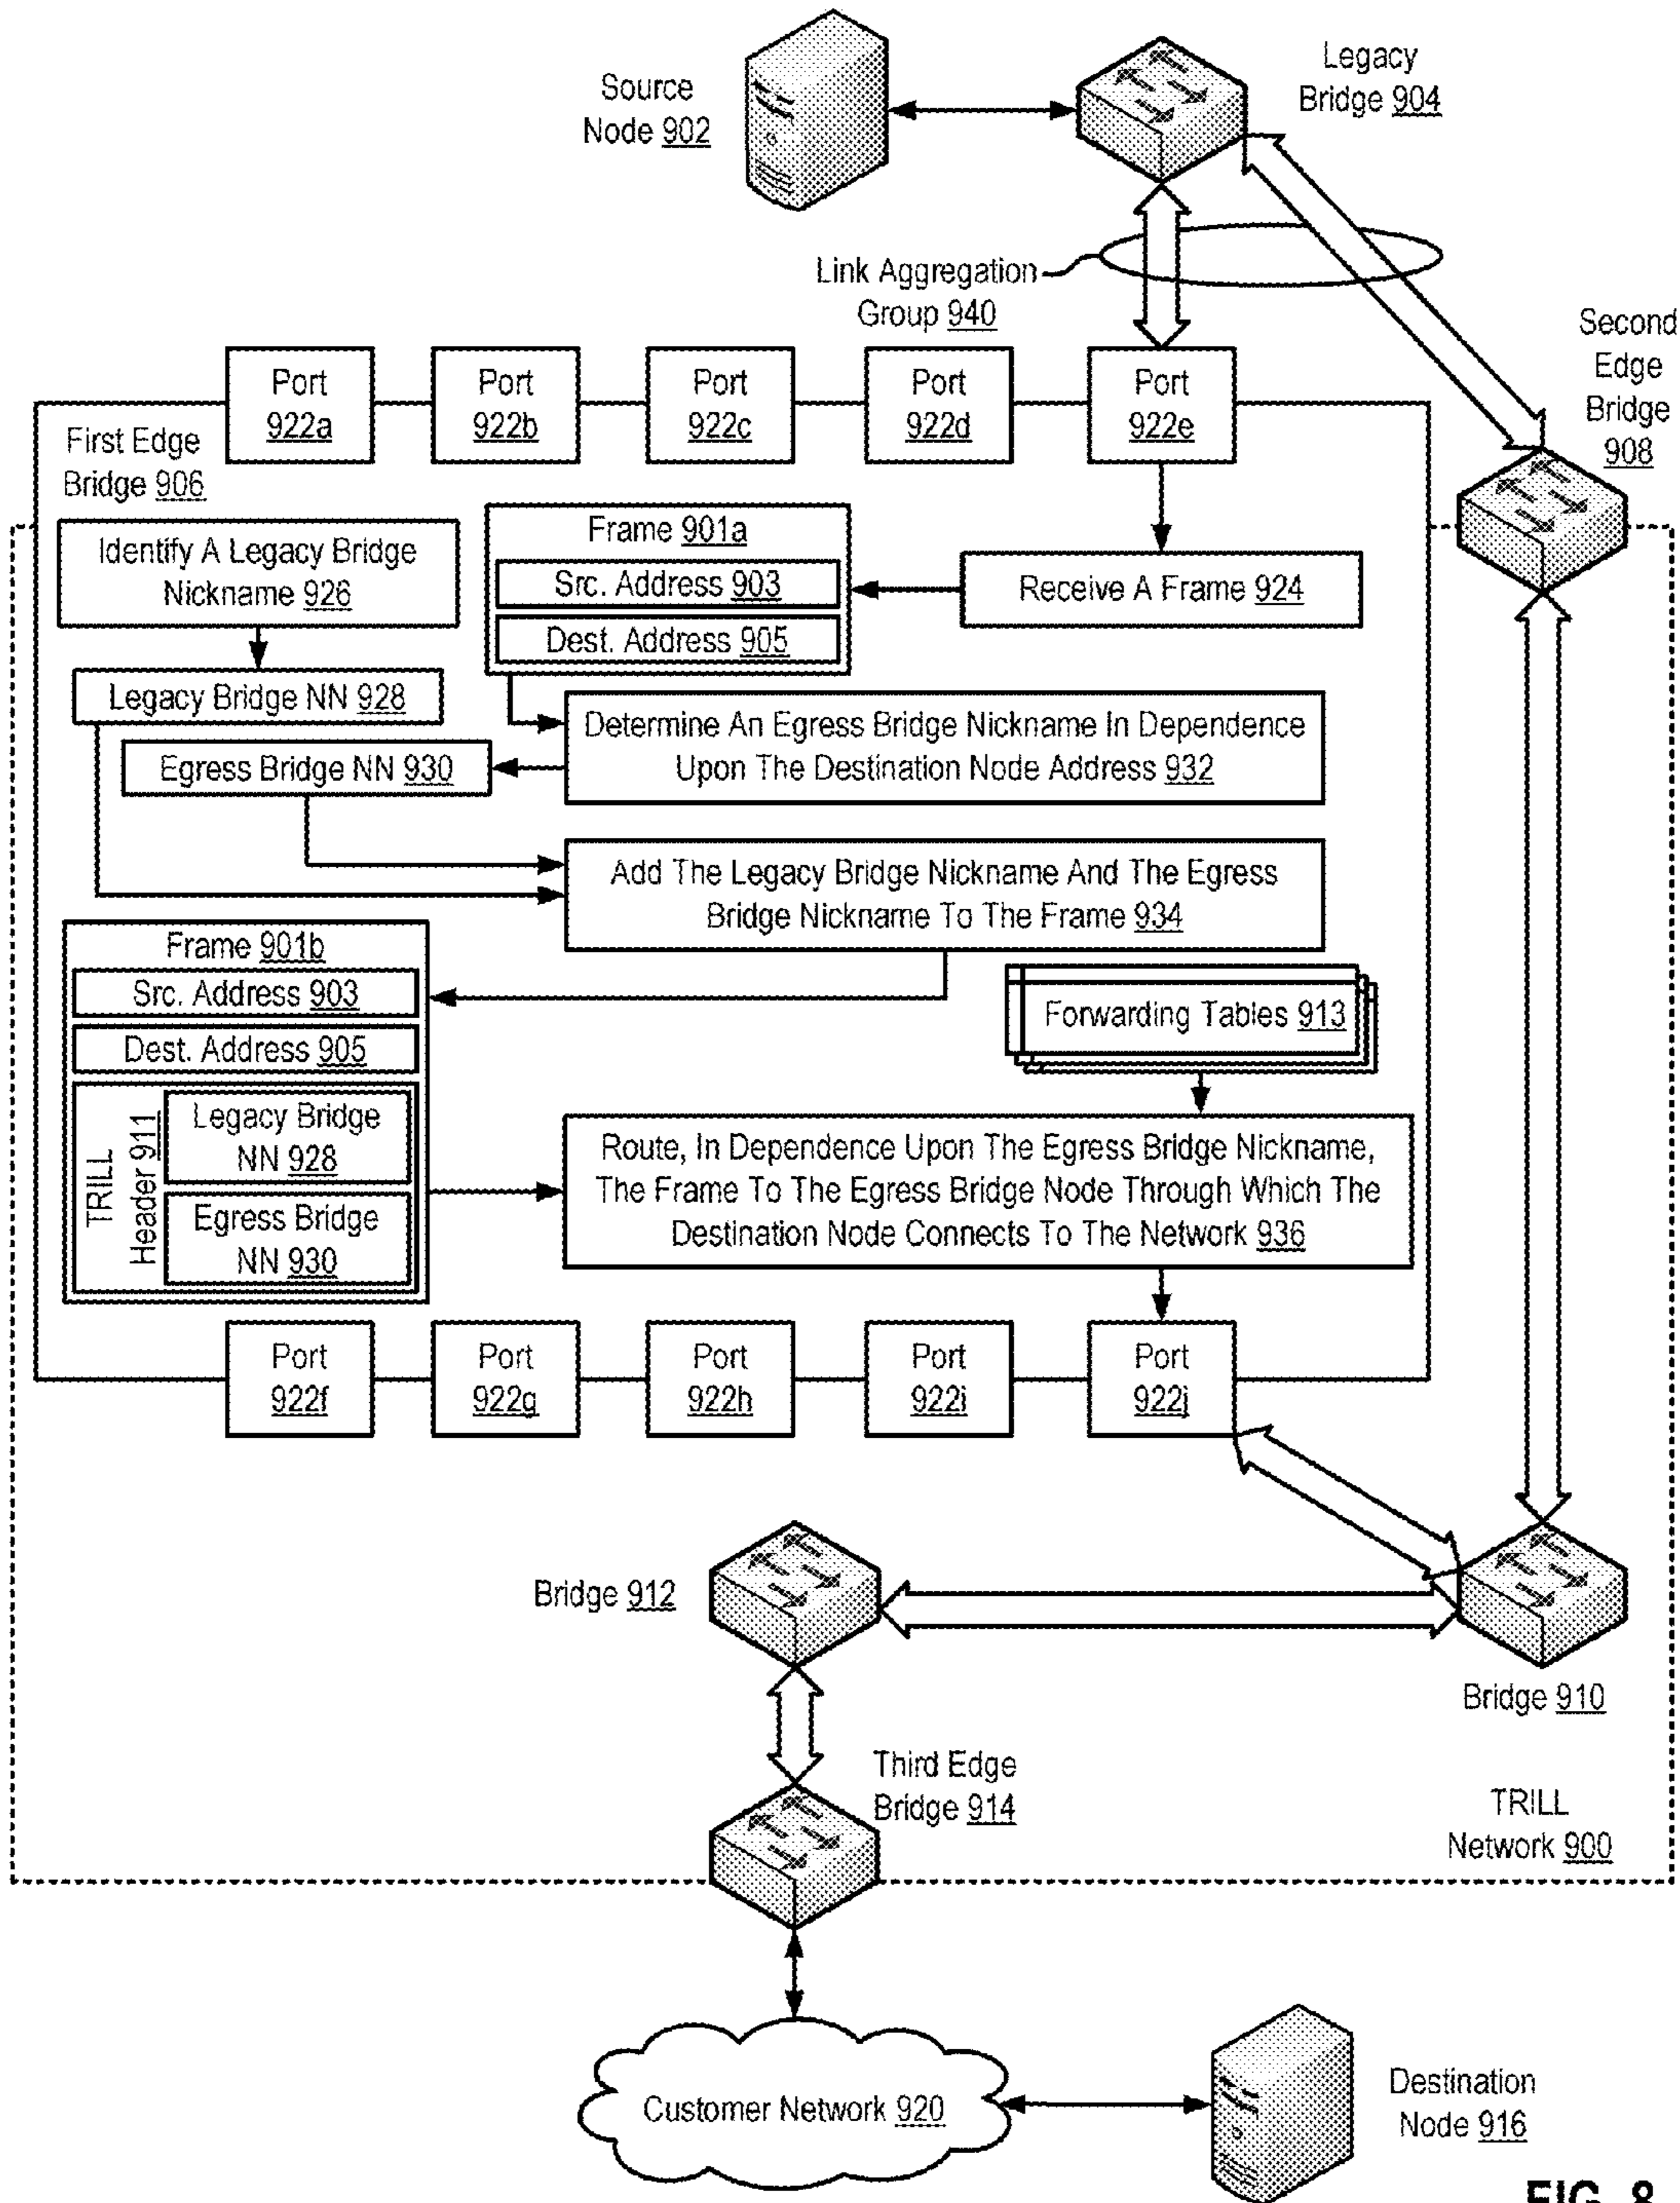 Source
Node 902
Legacy
Bridge 904
Link Aggregation
Group 940
Second
Edge
Bridge
908
Port
922a
Port
922b
Port
922c
Port
922d
Port
922e
First Edge
Bridge 906
Identify A Legacy Bridge
Nickname 926
Frame 901a
Src. Address 903
Dest. Address 905
Receive A Frame 924
Legacy Bridge NN 928
Egress Bridge NN 930
Determine An Egress Bridge Nickname In Dependence
Upon The Destination Node Address 932
Add The Legacy Bridge Nickname And The Egress
Bridge Nickname To The Frame 934
Frame 901b
Src. Address 903
Dest. Address 905
TRILL
Header 911
Legacy Bridge
NN 928
Egress Bridge
NN 930
Forwarding Tables 913
Route, In Dependence Upon The Egress Bridge Nickname,
The Frame To The Egress Bridge Node Through Which The
Destination Node Connects To The Network 936
Port
922f
Port
922g
Port
922h
Port
922i
Port
922j
Bridge 912
Bridge 910
Third Edge
Bridge 914
TRILL
Network 900
Customer Network 920
Destination
Node 916
FIG. 8